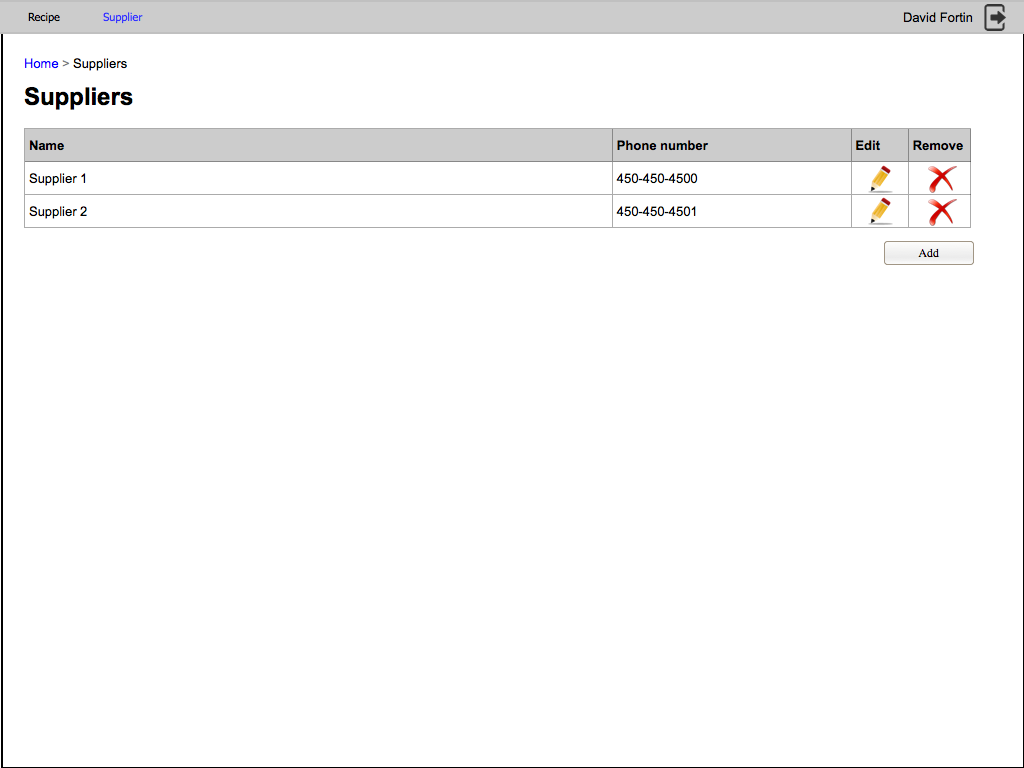 Recipe Supplier David Fortin
Home > Suppliers
Suppliers
Name Phone number Edit Remove
Supplier 1 450-450-4500
Supplier 2 450-450-4501
Add